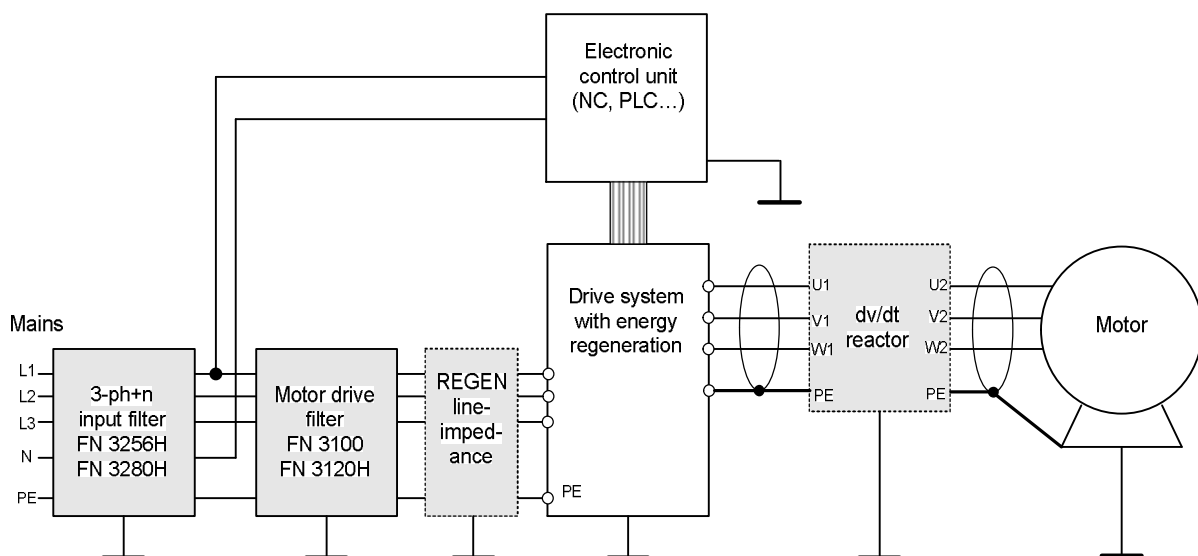 Electronic
control unit
(NC, PLC…)
Drive system
with energy
regeneration
PE
U1
V1
W1
PE
dv/dt
reactor
U2
V2
W2
PE
Motor
Mains
L1
L2
L3
N
PE
3-ph+n
input filter
FN 3256H
FN 3280H
Motor drive
filter
FN 3100
FN 3120H
REGEN
line-
imped-
ance